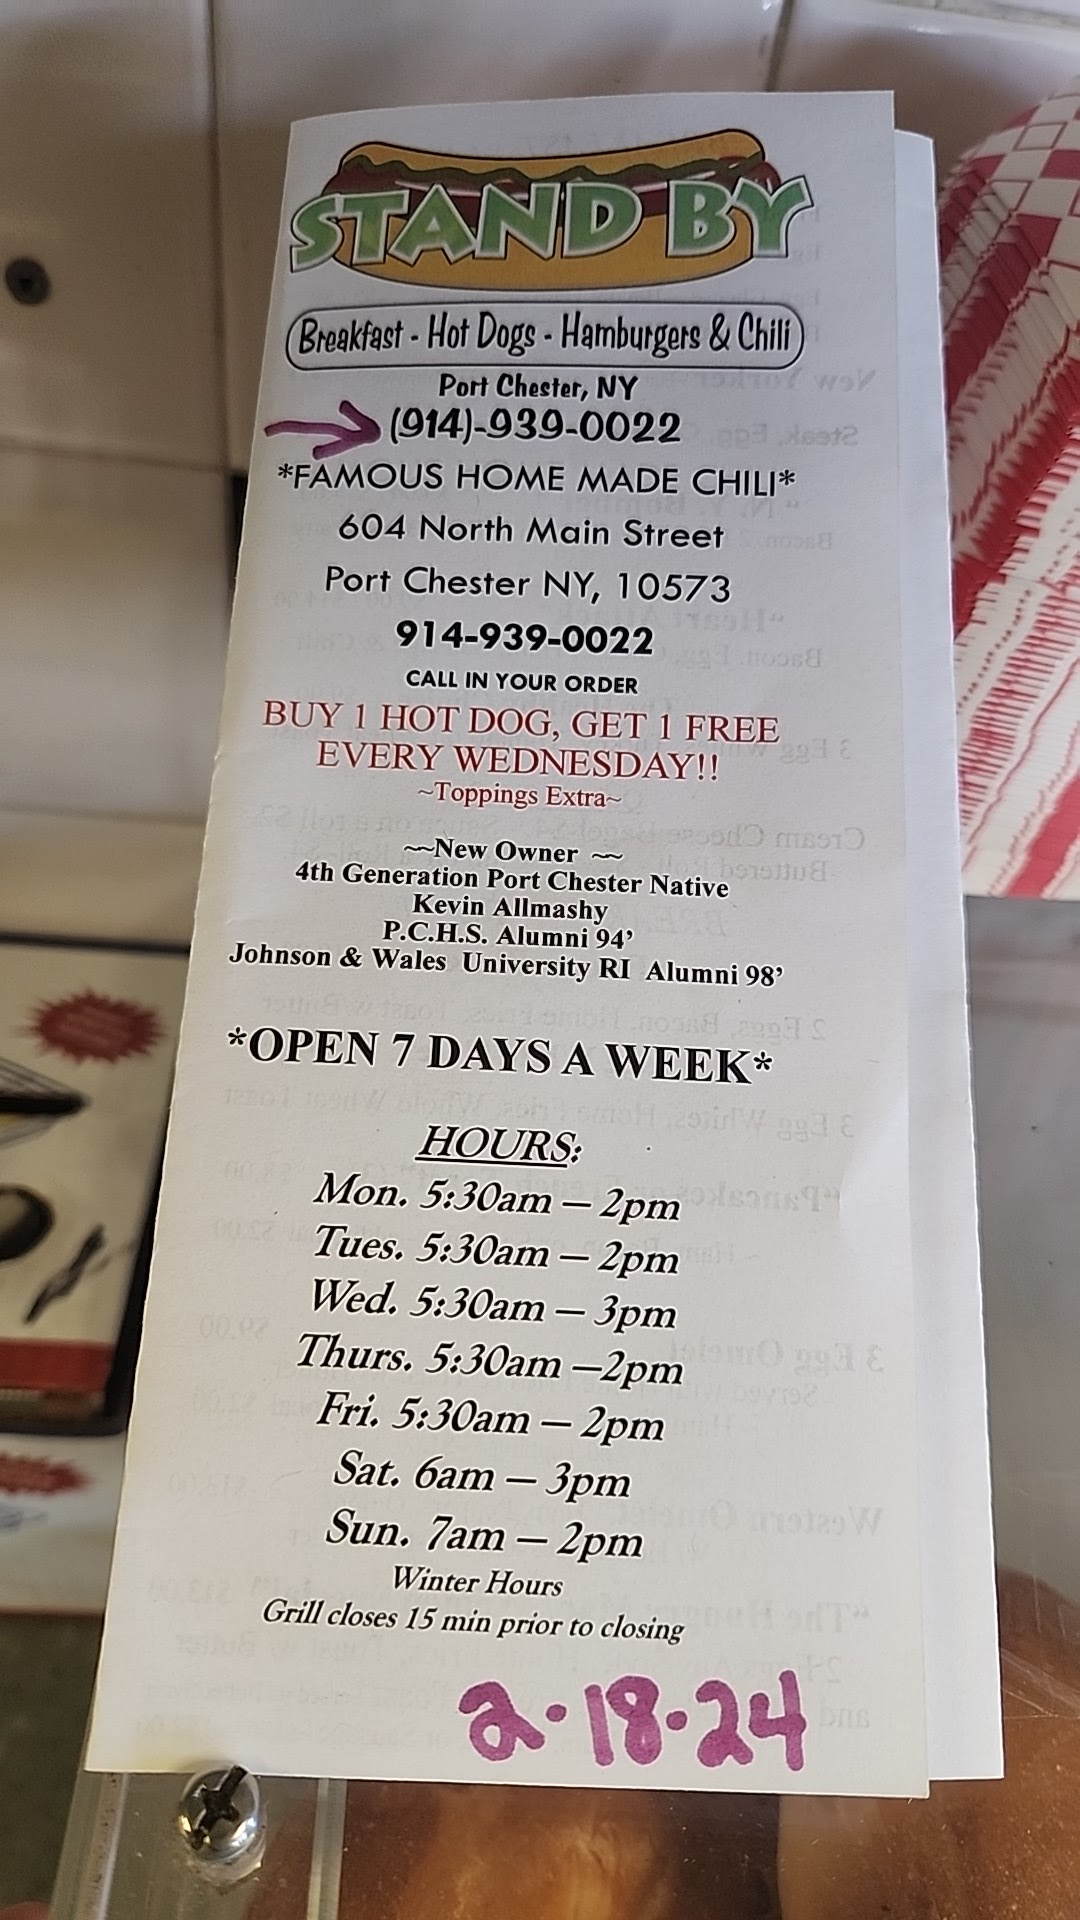 STAND BY
Breakfast - Hot Dogs - Hamburgers & Chili
Port Chester, NY
(914)-939-0022
*FAMOUS HOME MADE CHILI*
604 North Main Street
Port Chester NY, 10573
914-939-0022
CALL IN YOUR ORDER
BUY 1 HOT DOG, GET 1 FREE
EVERY WEDNESDAY!!
~Toppings Extra~
~~New Owner ~~
4th Generation Port Chester Native
Kevin Allmashy
P.C.H.S. Alumni 94’
Johnson & Wales University RI Alumni 98’
*OPEN 7 DAYS A WEEK*
HOURS:
Mon. 5:30am – 2pm
Tues. 5:30am – 2pm
Wed. 5:30am – 3pm
Thurs. 5:30am –2pm
Fri. 5:30am – 2pm
Sat. 6am – 3pm
Sun. 7am – 2pm
Winter Hours
Grill closes 15 min prior to closing
2·18·24